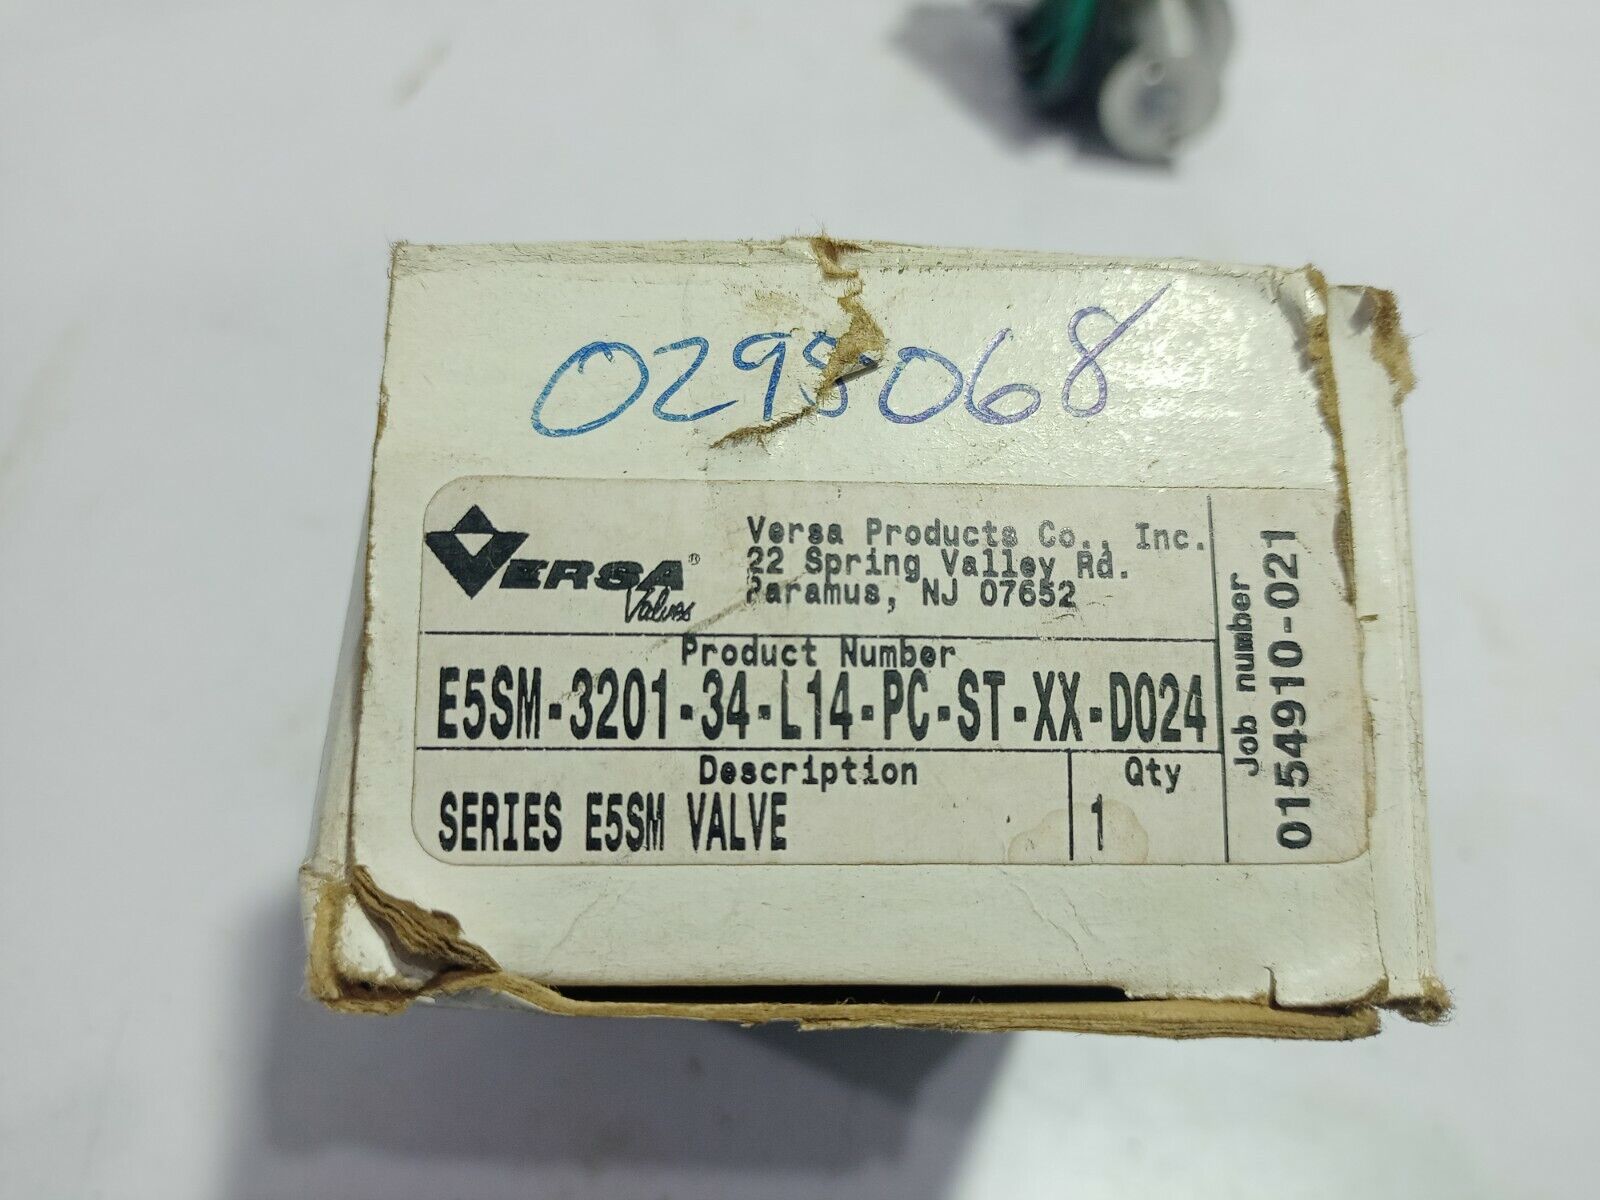 0295068
VERSA®
Valves
Versa Products Co., Inc.
22 Spring Valley Rd.
Paramus, NJ 07652
Product Number
E5SM-3201-34-L14-PC-ST-XX-D024
Description
Qty
SERIES E5SM VALVE
1
Job number
0154910-021